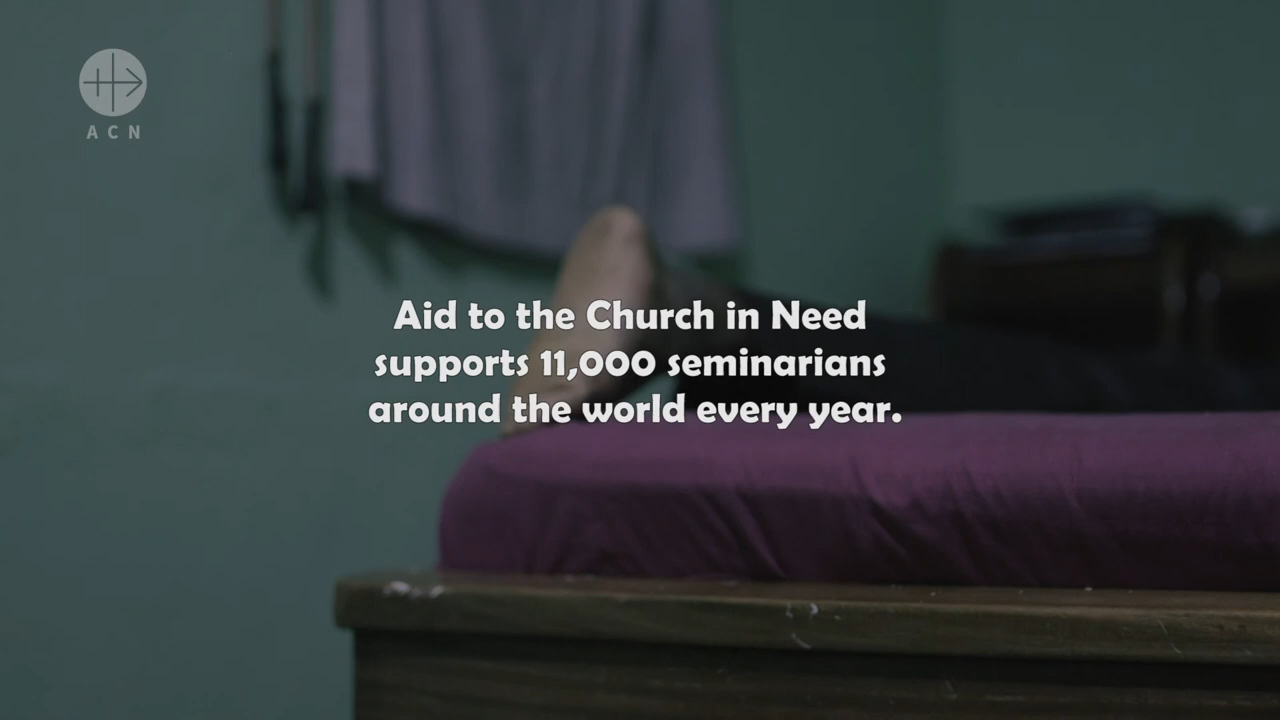 ACN
Aid to the Church in Need
supports 11,000 seminarians
around the world every year.